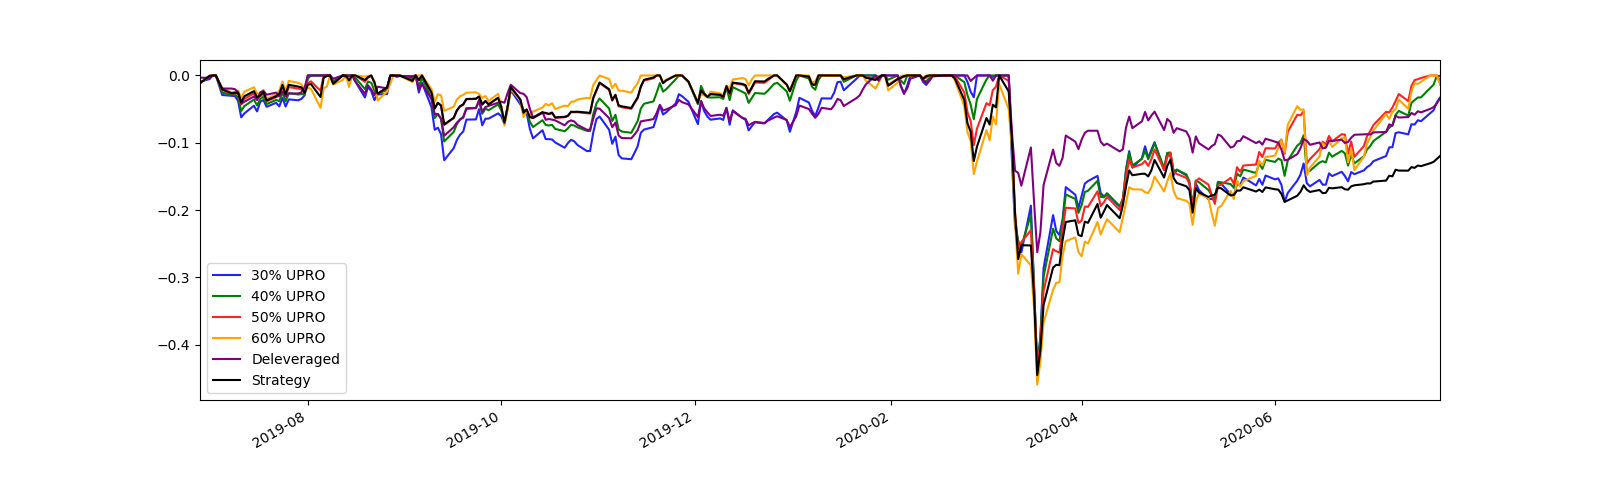 0.0
−0.1
−0.2
−0.3
−0.4
30% UPRO
40% UPRO
50% UPRO
60% UPRO
Deleveraged
Strategy
2019-08
2019-10
2019-12
2020-02
2020-04
2020-06